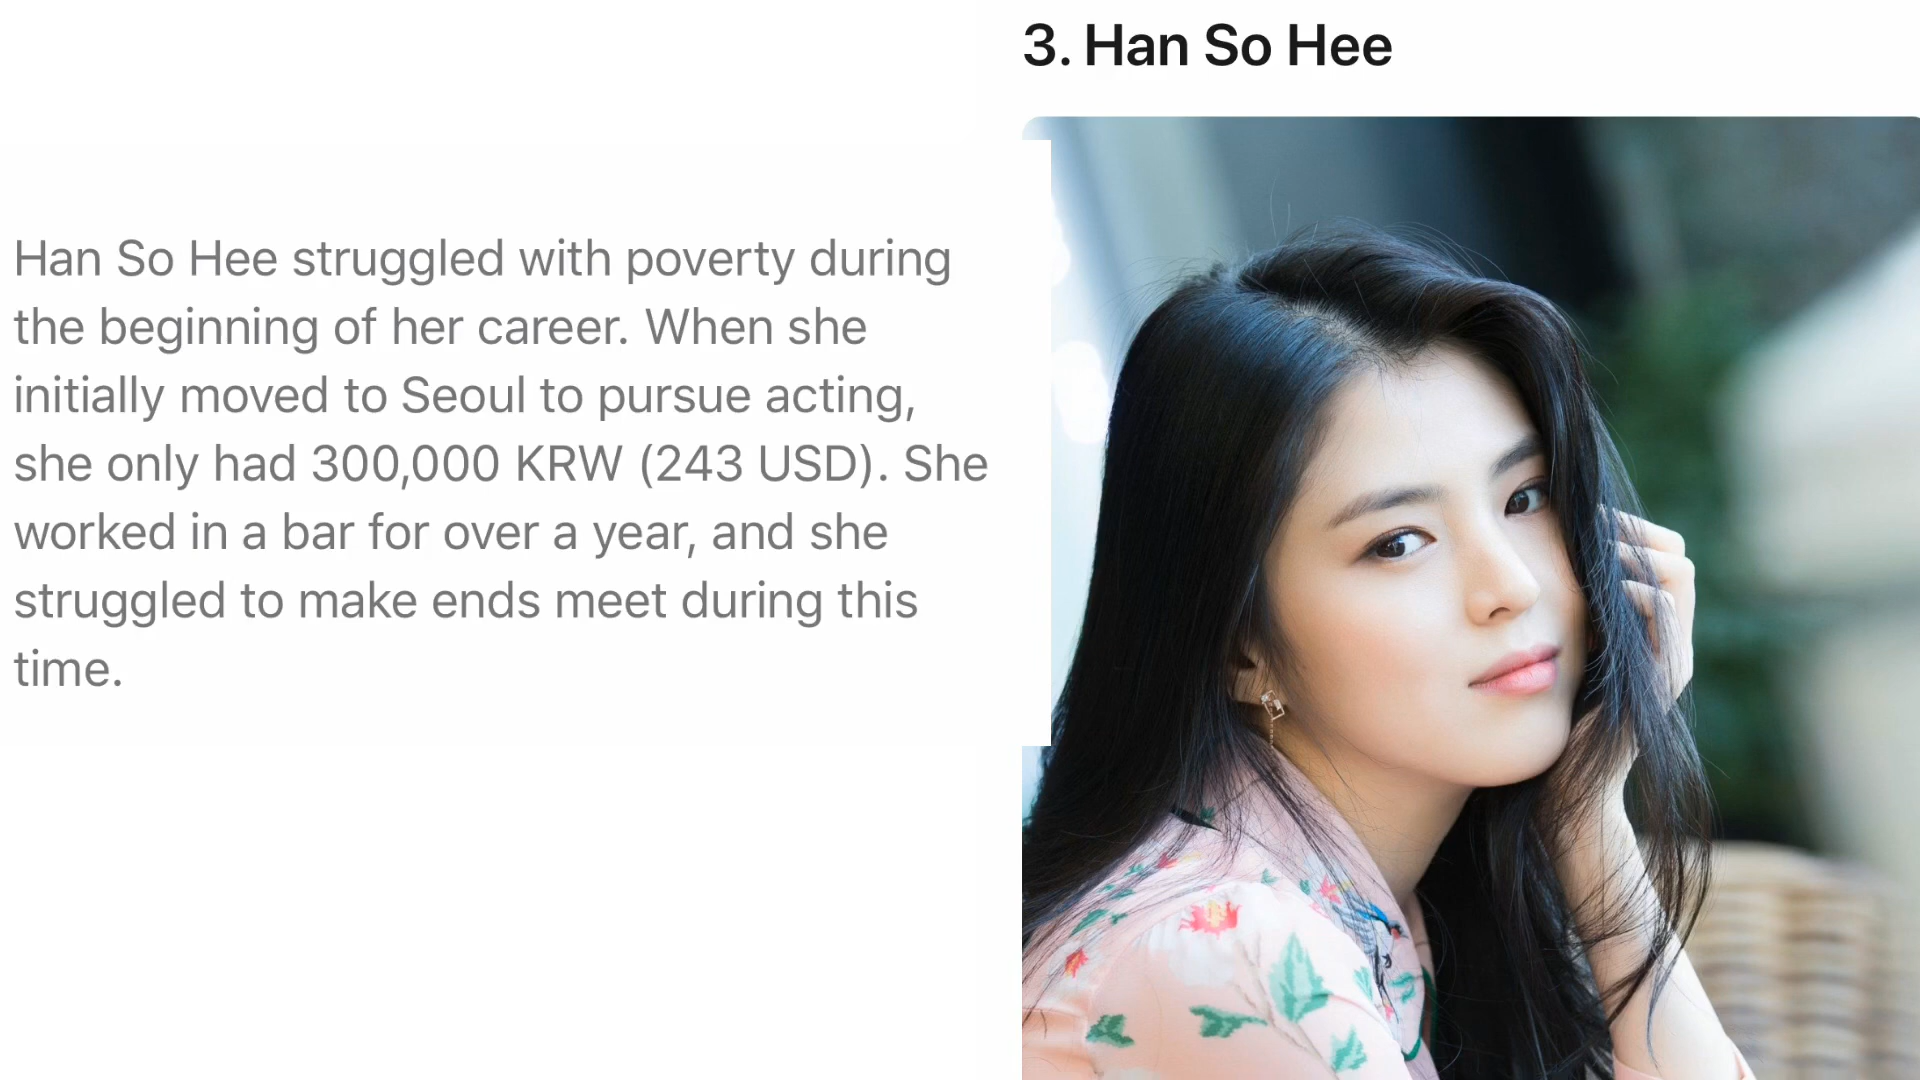 3. Han So Hee
Han So Hee struggled with poverty during
the beginning of her career. When she
initially moved to Seoul to pursue acting,
she only had 300,000 KRW (243 USD). She
worked in a bar for over a year, and she
struggled to make ends meet during this
time.